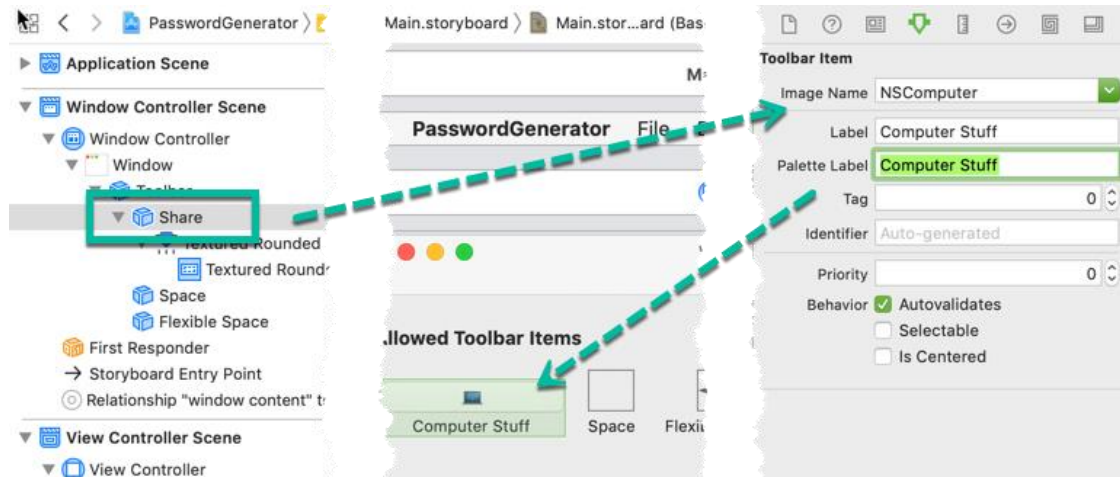 PasswordGenerator
Application Scene
Window Controller Scene
Window Controller
Window
Toolbar
Share
Textured Rounded
Textured Round
Space
Flexible Space
First Responder
Storyboard Entry Point
Relationship "window content" t
View Controller Scene
View Controller
Main.storyboard
Main.stor...ard (Bas
M
PasswordGenerator File
llowed Toolbar Items
Computer Stuff Space Flexi
Toolbar Item
Image Name NSComputer
Label Computer Stuff
Palette Label Computer Stuff
Tag 0
Identifier Auto-generated
Priority 0
Behavior Autovalidates
Selectable
Is Centered